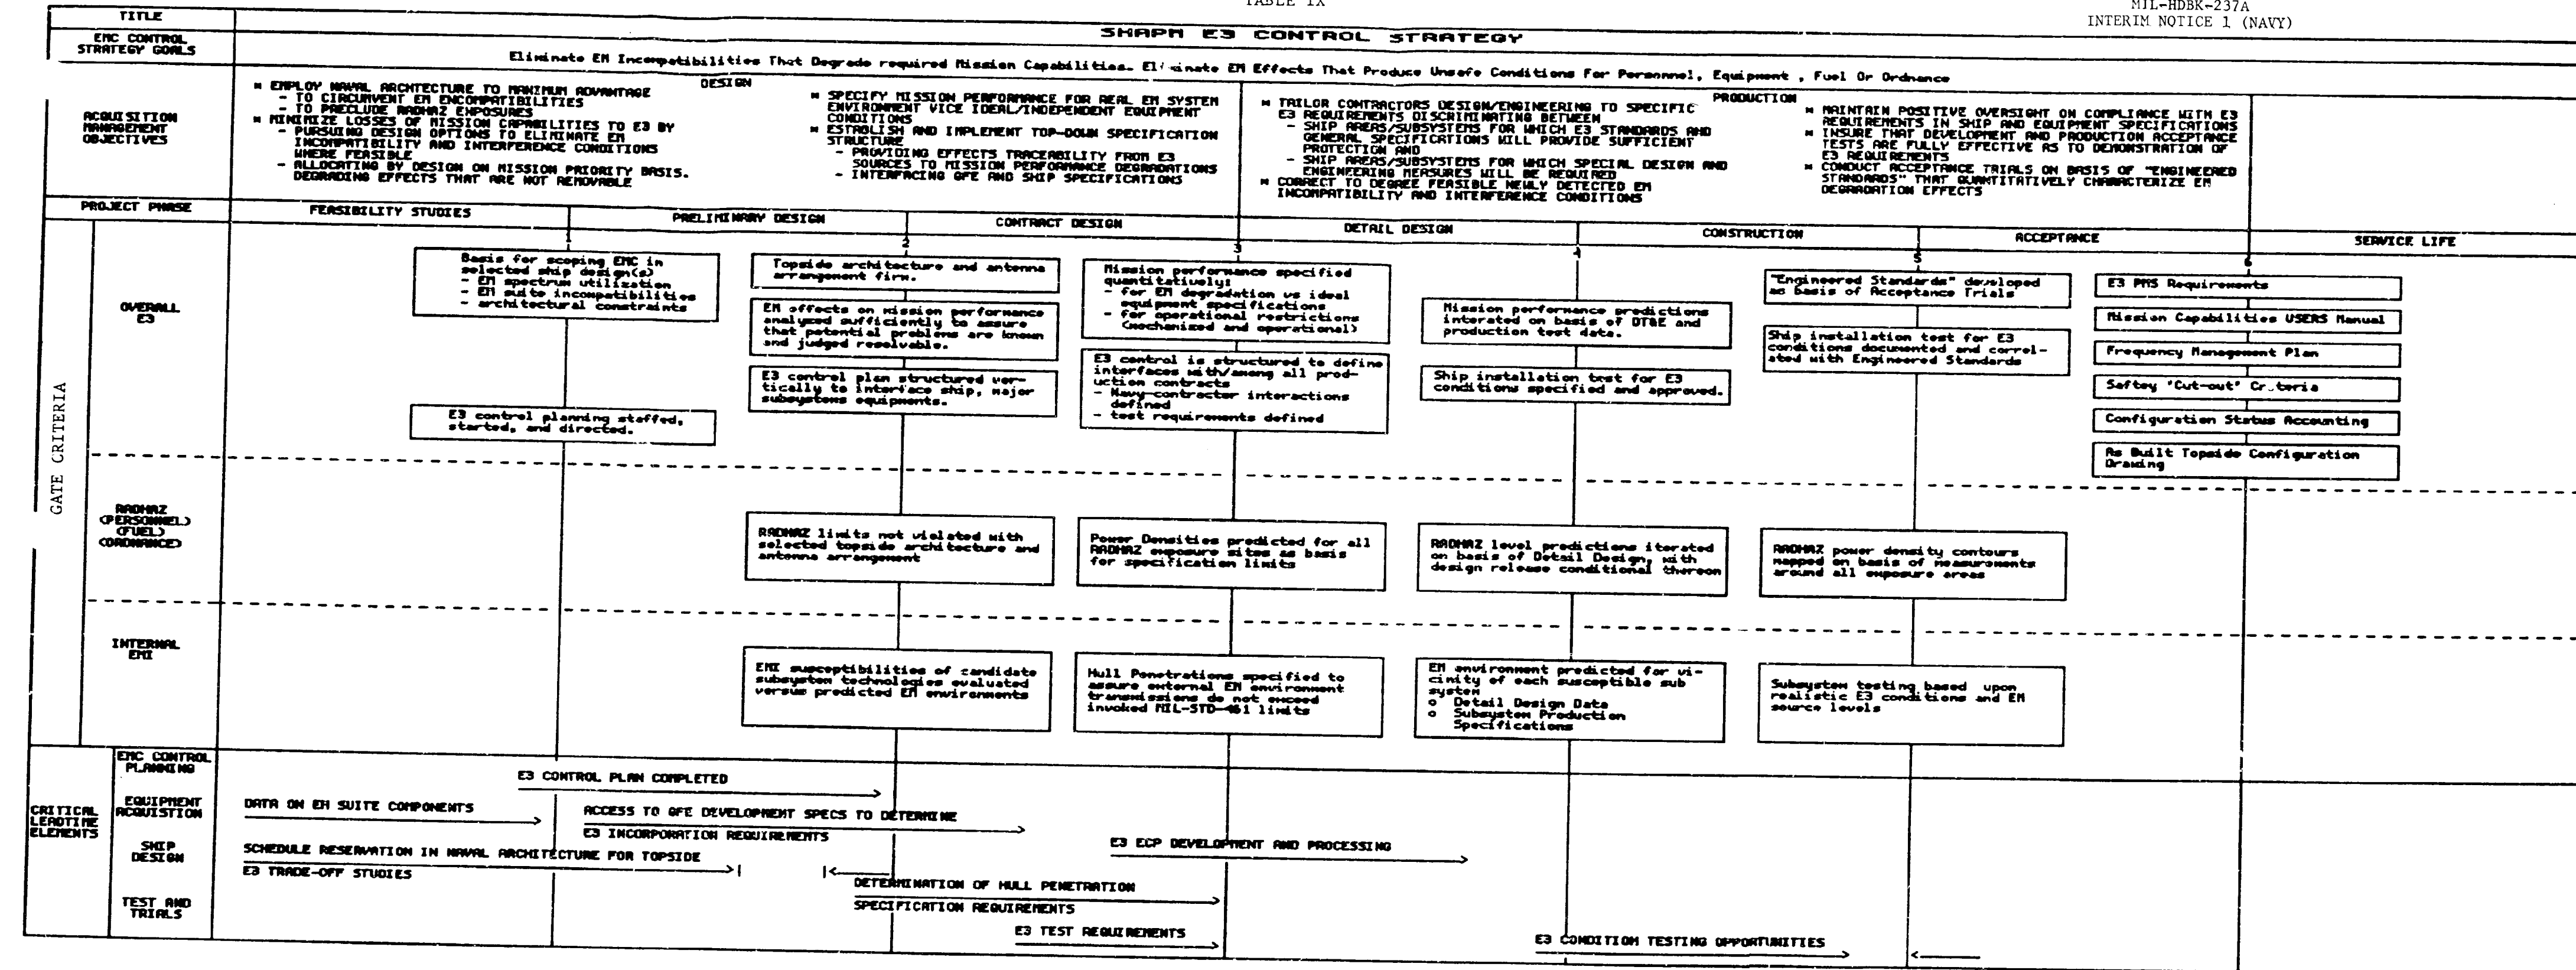 TABLE IX
MIL-HDBK-237A
INTERIM NOTICE 1 (NAVY)
TITLE
SHAPM E3 CONTROL STRATEGY
EMC CONTROL
STRATEGY GOALS
Eliminate EM Incompatibilities That Degrade required Mission Capabilities. Eliminate EM Effects That Produce Unsafe Conditions For Personnel, Equipment , Fuel Or Ordnance
ACQUISITION
MANAGEMENT
OBJECTIVES
DESIGN
* EMPLOY NAVAL ARCHTECTURE TO MAXIMUM ADVANTAGE
- TO CIRCUMVENT EM ENCOMPATIBILITIES
- TO PRECLUDE RADHAZ EXPOSURES
* MINIMIZE LOSSES OF MISSION CAPABILITIES TO E3 BY
- PURSUING DESIGN OPTIONS TO ELIMINATE EM
INCOMPATIBILITY AND INTERFERENCE CONDITIONS
WHERE FEASIBLE
- ALLOCATING BY DESIGN ON MISSION PRIORITY BASIS.
DEGRADING EFFECTS THAT ARE NOT REMOVABLE
* SPECIFY MISSION PERFORMANCE FOR REAL EM SYSTEM
ENVIRONMENT VICE IDEAL/INDEPENDENT EQUIPMENT
CONDITIONS
* ESTABLISH AND IMPLEMENT TOP-DOWN SPECIFICATION
STRUCTURE
- PROVIDING EFFECTS TRACEABILITY FROM E3
SOURCES TO MISSION PERFORMANCE DEGRADATIONS
- INTERFACING GFE AND SHIP SPECIFICATIONS
PRODUCTION
* TAILOR CONTRACTORS DESIGN/ENGINEERING TO SPECIFIC
E3 REQUIREMENTS DISCRIMINATING BETWEEN
- SHIP AREAS/SUBSYSTEMS FOR WHICH E3 STANDARDS AND
GENERAL SPECIFICATIONS WILL PROVIDE SUFFICIENT
PROTECTION AND
- SHIP AREAS/SUBSYSTEMS FOR WHICH SPECIAL DESIGN AND
ENGINEERING MEASURES WILL BE REQUIRED
* CORRECT TO DEGREE FEASIBLE NEWLY DETECTED EM
INCOMPATIBILITY AND INTERFERENCE CONDITIONS
* MAINTAIN POSITIVE OVERSIGHT ON COMPLIANCE WITH E3
REQUIREMENTS IN SHIP AND EQUIPMENT SPECIFICATIONS
* INSURE THAT DEVELOPMENT AND PRODUCTION ACCEPTANCE
TESTS ARE FULLY EFFECTIVE AS TO DEMONSTRATION OF
E3 REQUIREMENTS
* CONDUCT ACCEPTANCE TRIALS ON BASIS OF "ENGINEERED
STANDARDS" THAT QUANTITATIVELY CHARACTERIZE EM
DEGRADATION EFFECTS
PROJECT PHASE
FEASIBILITY STUDIES
PRELIMINARY DESIGN
CONTRACT DESIGN
DETAIL DESIGN
CONSTRUCTION
ACCEPTANCE
SERVICE LIFE
1
2
3
4
5
6
GATE CRITERIA
OVERALL
E3
Basis for scoping EMC in
selected ship design(s)
- EM spectrum utilization
- EM suite incompatibilities
- architectural constraints
E3 control planning staffed,
started, and directed.
Topside architecture and antenna
arrangement firm.
EM effects on mission performance
analyzed sufficiently to assure
that potential problems are known
and judged resolvable.
E3 control plan structured ver-
tically to interface ship, major
subsystems equipments.
Mission performance specified
quantitatively:
- for EM degradation vs ideal
equipment specifications
- for operational restrictions
(mechanized and operational)
E3 control is structured to define
interfaces with/among all prod-
uction contracts
- Navy-contractor interactions
defined
- test requirements defined
Mission performance predictions
interated on basis of DT&E and
production test data.
Ship installation test for E3
conditions specified and approved.
"Engineered Standards" developed
as basis of Acceptance Trials
Ship installation test for E3
conditions documented and correl-
ated with Engineered Standards
E3 PMS Requirements
Mission Capabilities USERS Manual
Frequency Management Plan
Saftey 'Cut-out' Criteria
Configuration Status Accounting
As Built Topside Configuration
Drawing
RADHAZ
(PERSONNEL)
(FUEL)
(ORDNANCE)
RADHAZ limits not violated with
selected topside architecture and
antenna arrangement
Power Densities predicted for all
RADHAZ exposure sites as basis
for specification limits
RADHAZ level predictions iterated
on basis of Detail Design, with
design release conditional thereon
RADHAZ power density contours
mapped on basis of measurements
around all exposure areas
INTERNAL
EMI
EMI susceptibilities of candidate
subsystem technologies evaluated
versus predicted EM environments
Hull Penetrations specified to
assure external EM environment
transmissions do not exceed
invoked MIL-STD-461 limits
EM environment predicted for vi-
cinity of each susceptible sub
system
o Detail Design Data
o Subsystem Production
Specifications
Subsystem testing based upon
realistic E3 conditions and EM
source levels
CRITICAL
LEADTIME
ELEMENTS
EMC CONTROL
PLANNING
E3 CONTROL PLAN COMPLETED
EQUIPMENT
ACQUISTION
DATA ON EM SUITE COMPONENTS
ACCESS TO GFE DEVELOPMENT SPECS TO DETERMINE
E3 INCORPORATION REQUIREMENTS
SHIP
DESIGN
SCHEDULE RESERVATION IN NAVAL ARCHITECTURE FOR TOPSIDE
E3 TRADE-OFF STUDIES
E3 ECP DEVELOPMENT AND PROCESSING
DETERMINATION OF HULL PENETRATION
SPECIFICATION REQUIREMENTS
TEST AND
TRIALS
E3 TEST REQUIREMENTS
E3 CONDITIOM TESTING OPPORTUNITIES